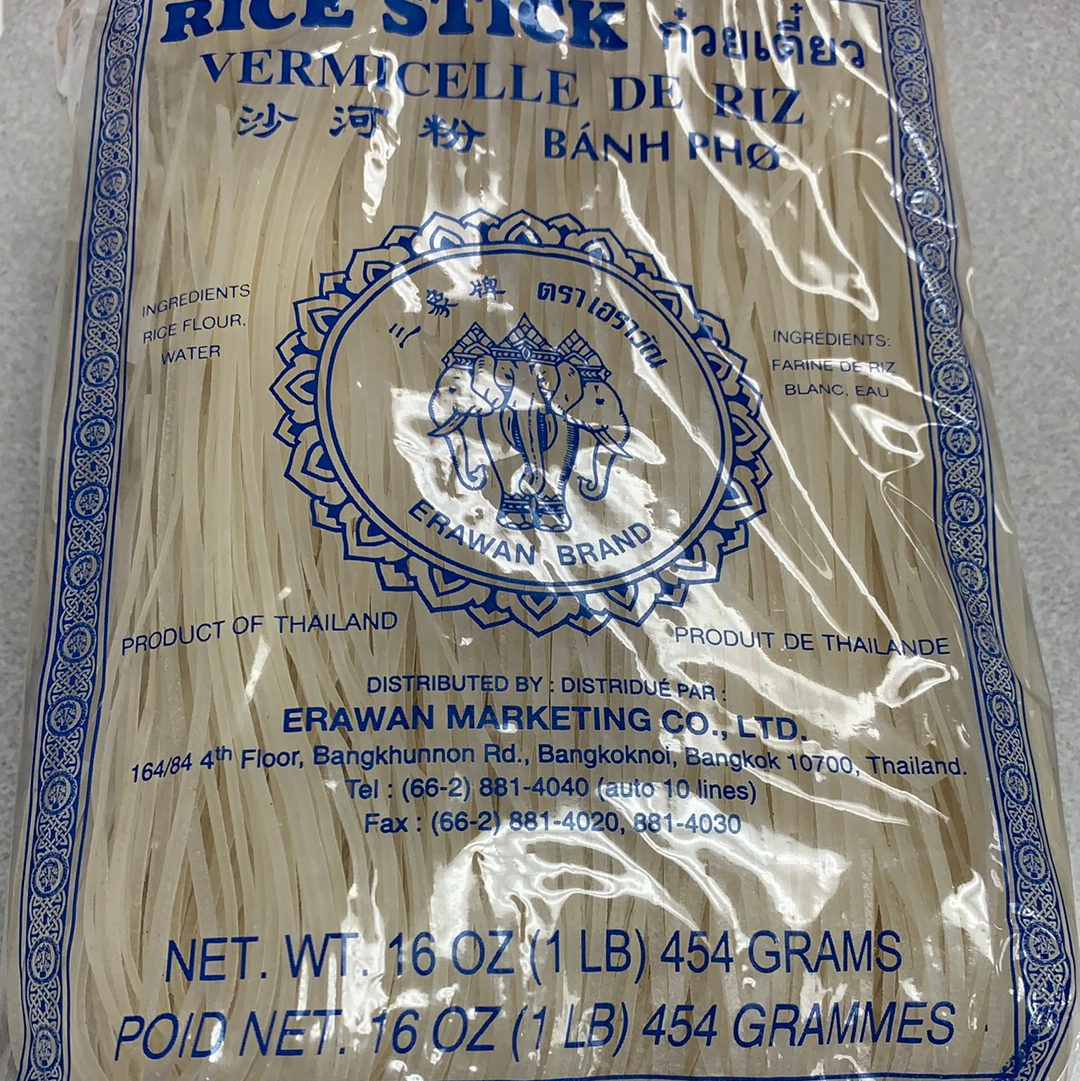 RICE STICK ก๋วยเตี๋ยว
VERMICELLE DE RIZ
沙河粉 BÁNH PHỞ
INGREDIENTS
RICE FLOUR,
WATER
INGRÉDIENTS:
FARINE DE RIZ
BLANC, EAU
三象牌 ตราเอราวัณ
ERAWAN BRAND
PRODUCT OF THAILAND
PRODUIT DE THAILANDE
DISTRIBUTED BY : DISTRIDUÉ PAR :
ERAWAN MARKETING CO., LTD.
164/84 4th Floor, Bangkhunnon Rd., Bangkoknoi, Bangkok 10700, Thailand.
Tel : (66-2) 881-4040 (auto 10 lines)
Fax : (66-2) 881-4020, 881-4030
NET. WT. 16 OZ (1 LB) 454 GRAMS
POID NET. 16 OZ (1 LB) 454 GRAMMES